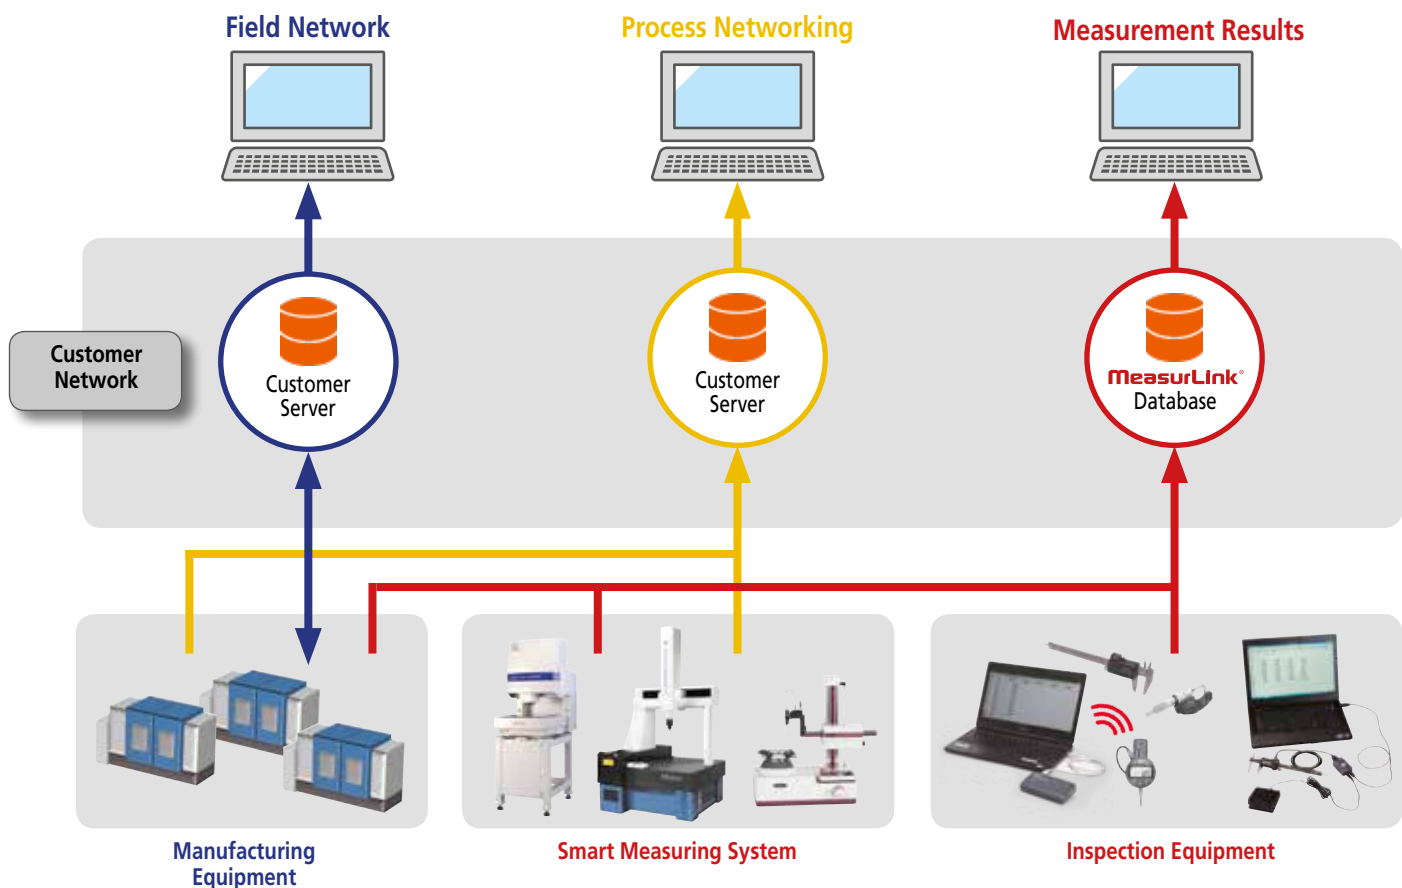 Field Network
Process Networking
Measurement Results
Customer
Network
Customer
Server
Customer
Server
MeasurLink®
Database
Manufacturing
Equipment
Smart Measuring System
Inspection Equipment